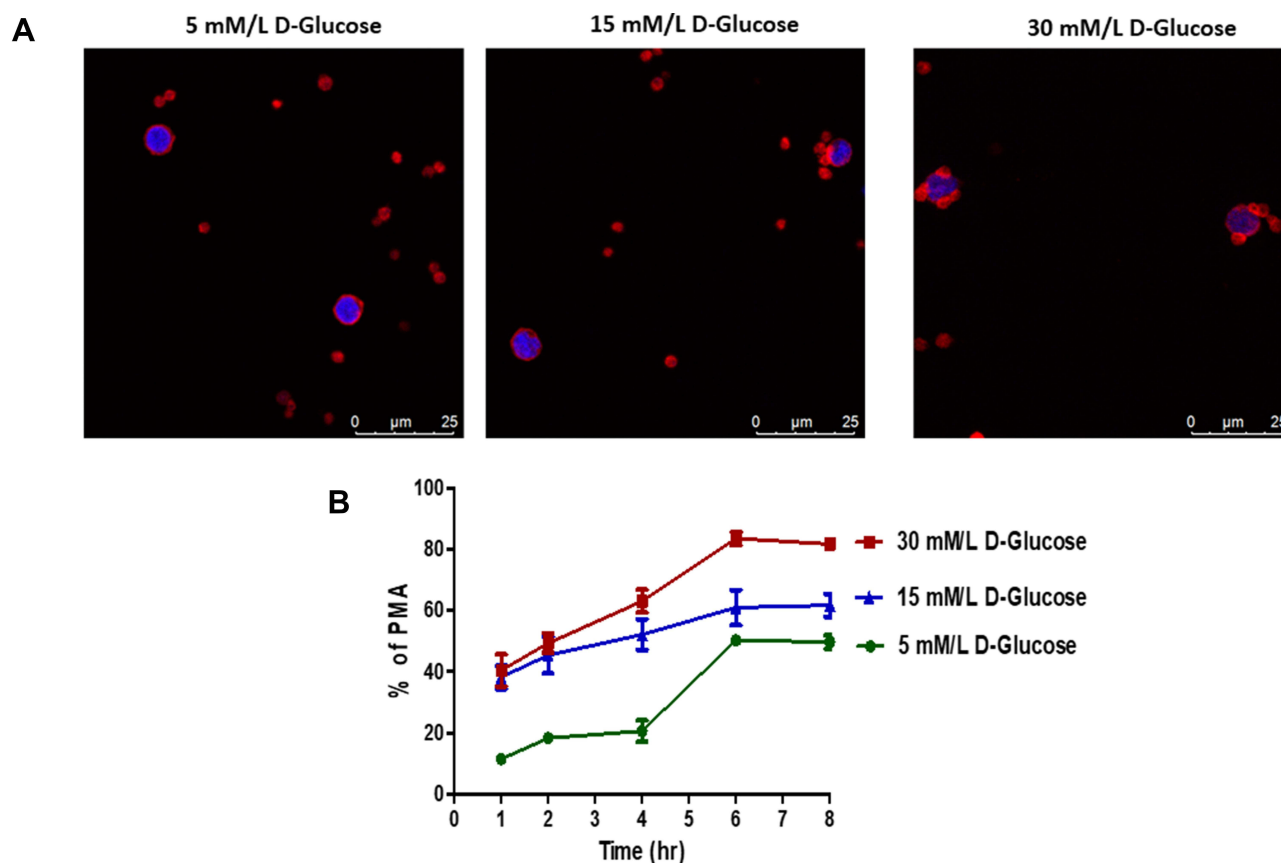 A
5 mM/L D-Glucose
15 mM/L D-Glucose
30 mM/L D-Glucose
0 µm 25
0 µm 25
0 µm 25
B
% of PMA
100
80
60
40
20
0
0 1 2 3 4 5 6 7 8
Time (hr)
30 mM/L D-Glucose
15 mM/L D-Glucose
5 mM/L D-Glucose